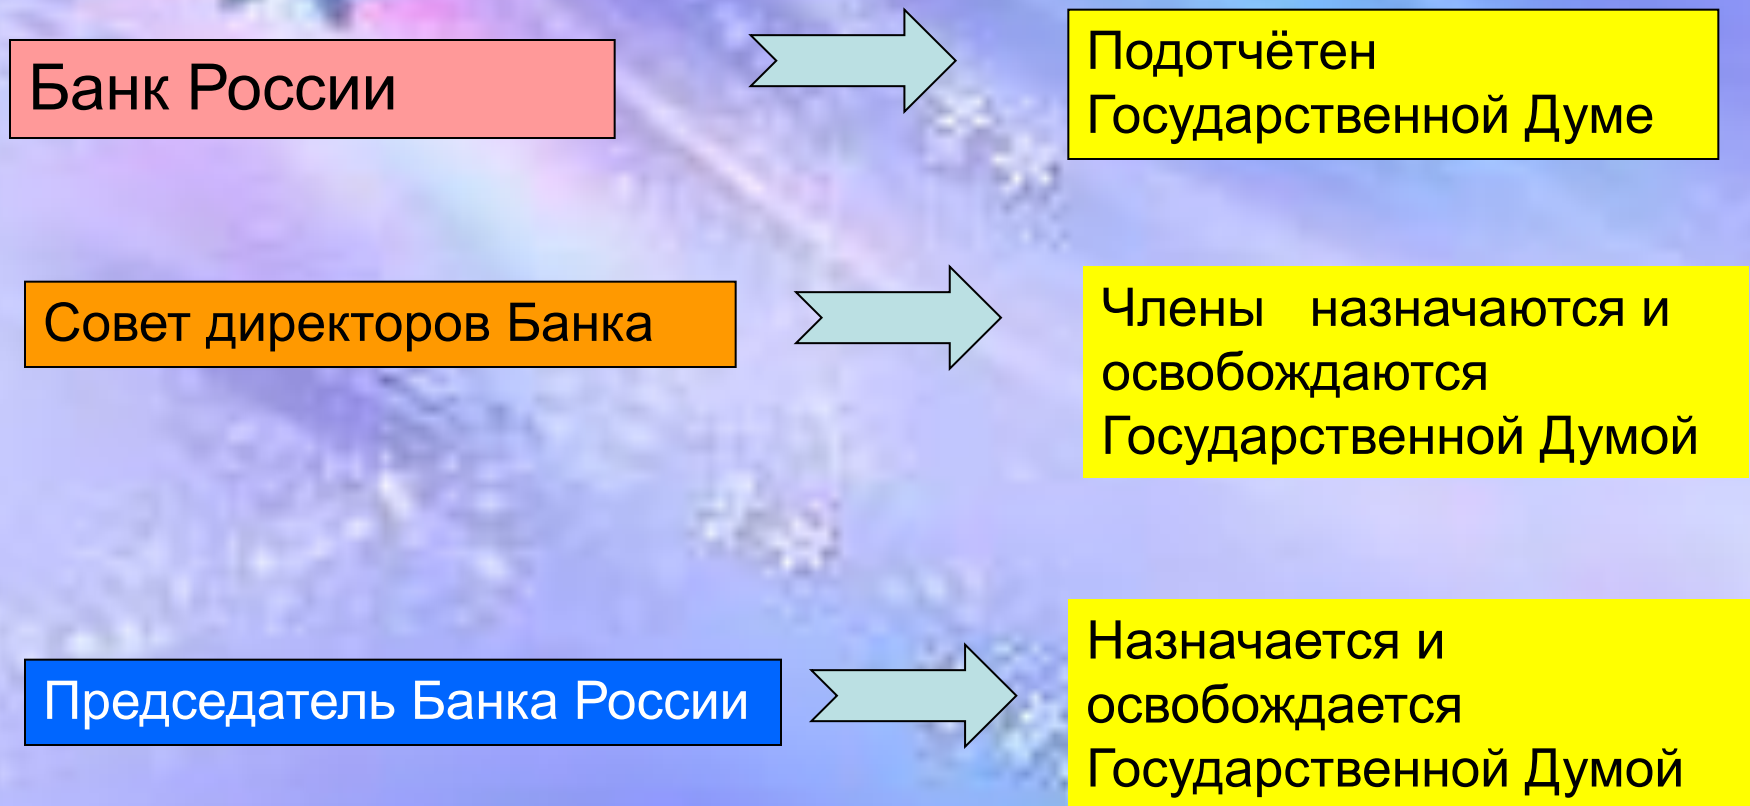 Банк России
Подотчётен
Государственной Думе
Совет директоров Банка
Члены назначаются и
освобождаются
Государственной Думой
Председатель Банка России
Назначается и
освобождается
Государственной Думой